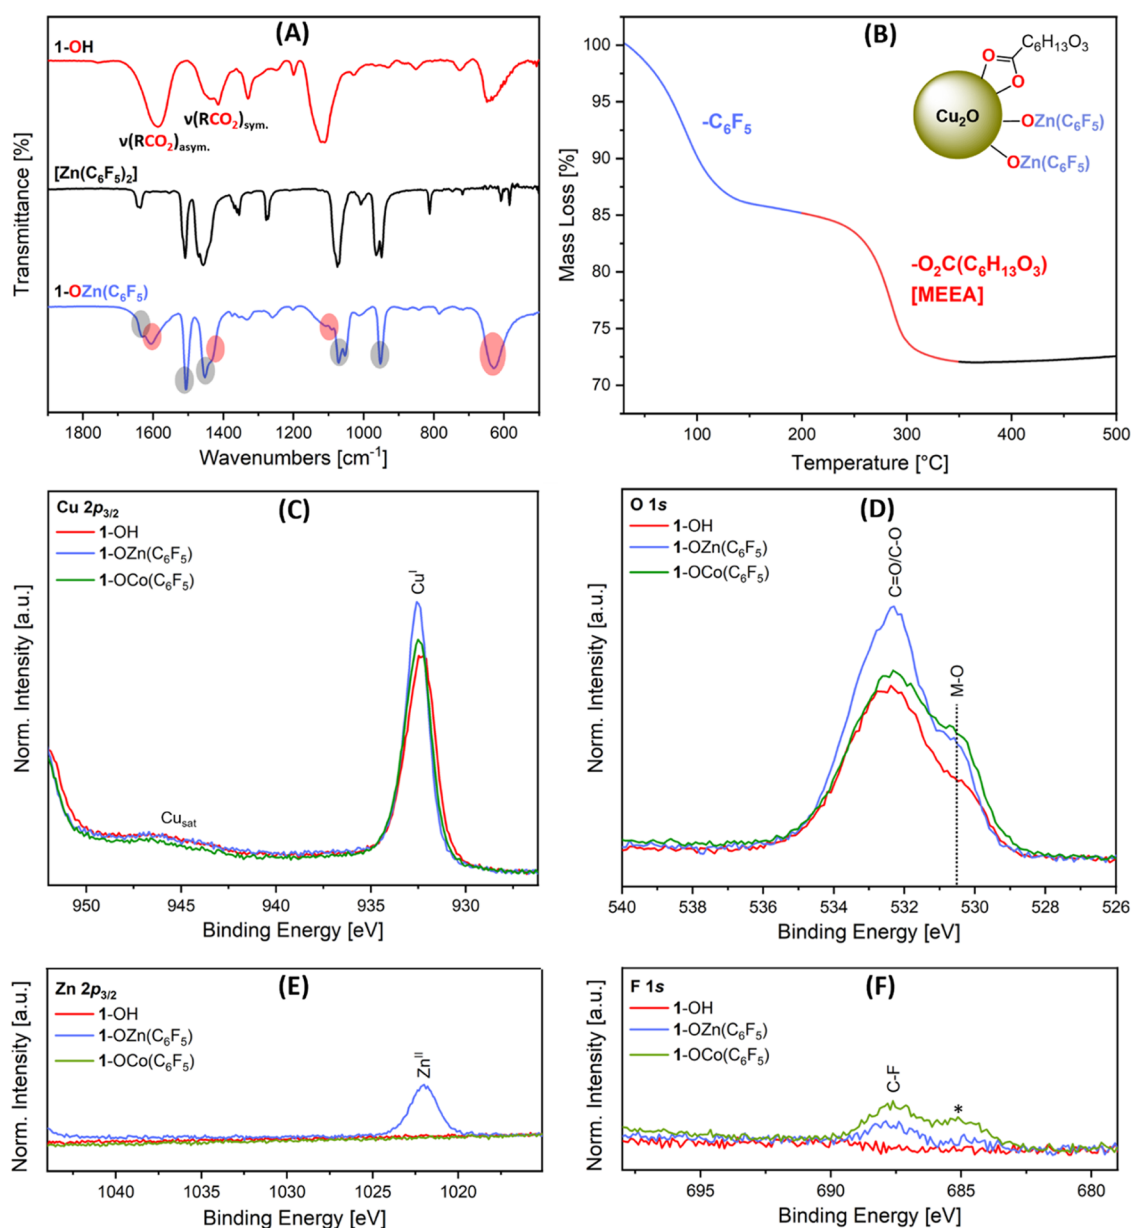 (A)
1-OH
ν(RCO2)sym.
ν(RCO2)asym.
[Zn(C6F5)2]
1-OZn(C6F5)
Transmittance [%]
1800 1600 1400 1200 1000 800 600
Wavenumbers [cm-1]
(B)
C6H13O3
O
O
Cu2O
OZn(C6F5)
OZn(C6F5)
-C6F5
-O2C(C6H13O3)
[MEEA]
Mass Loss [%]
100
95
90
85
80
75
70
100 200 300 400 500
Temperature [°C]
(C)
Cu 2p3/2
1-OH
1-OZn(C6F5)
1-OCo(C6F5)
CuI
Cusat
Norm. Intensity [a.u.]
950 945 940 935 930
Binding Energy [eV]
(D)
O 1s
1-OH
1-OZn(C6F5)
1-OCo(C6F5)
C=O/C-O
M-O
Norm. Intensity [a.u.]
540 538 536 534 532 530 528 526
Binding Energy [eV]
(E)
Zn 2p3/2
1-OH
1-OZn(C6F5)
1-OCo(C6F5)
ZnII
Norm. Intensity [a.u.]
1040 1035 1030 1025 1020
Binding Energy [eV]
(F)
F 1s
1-OH
1-OZn(C6F5)
1-OCo(C6F5)
C-F
*
Norm. Intensity [a.u.]
695 690 685 680
Binding Energy [eV]